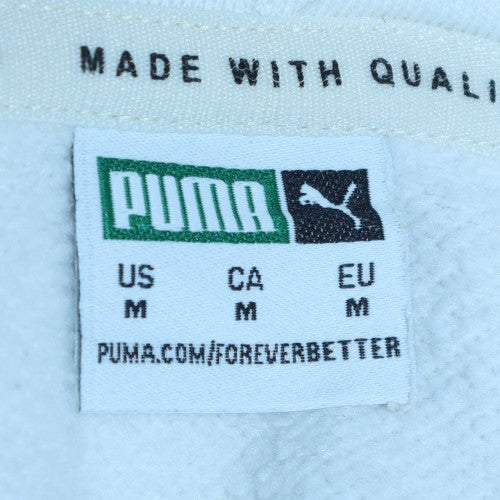 MADE WITH QUALI
PUMA
US CA EU
M M M
PUMA.COM/FOREVERBETTER